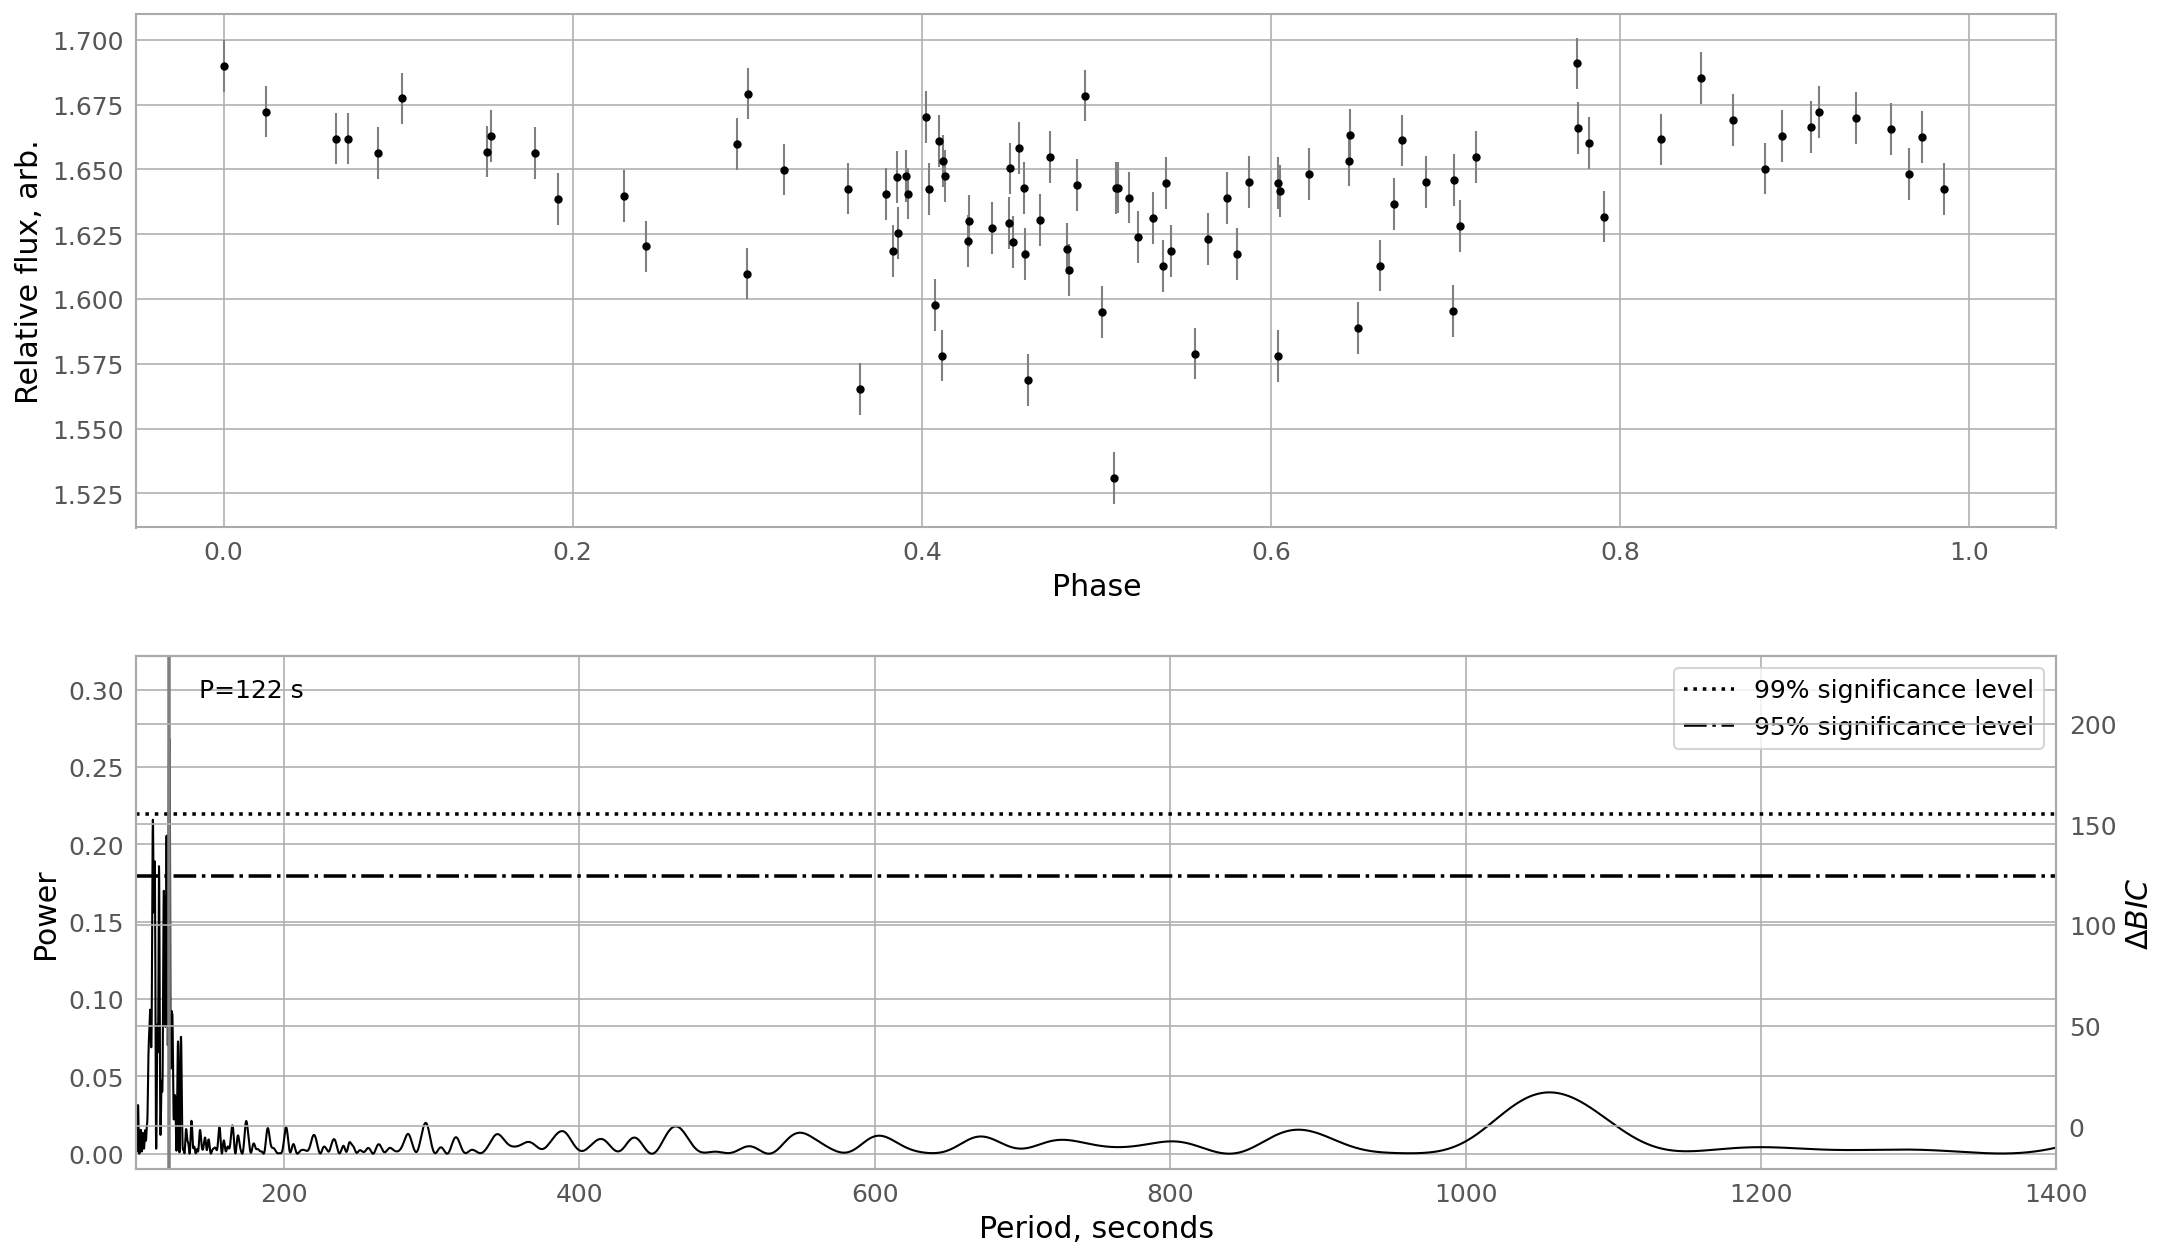 1.700
1.675
1.650
1.625
1.600
1.575
1.550
1.525
Relative flux, arb.
0.0 0.2 0.4 0.6 0.8 1.0
Phase
P=122 s
99% significance level
95% significance level
0.30
0.25
0.20
0.15
0.10
0.05
0.00
Power
200
150
100
50
0
ΔBIC
200 400 600 800 1000 1200 1400
Period, seconds